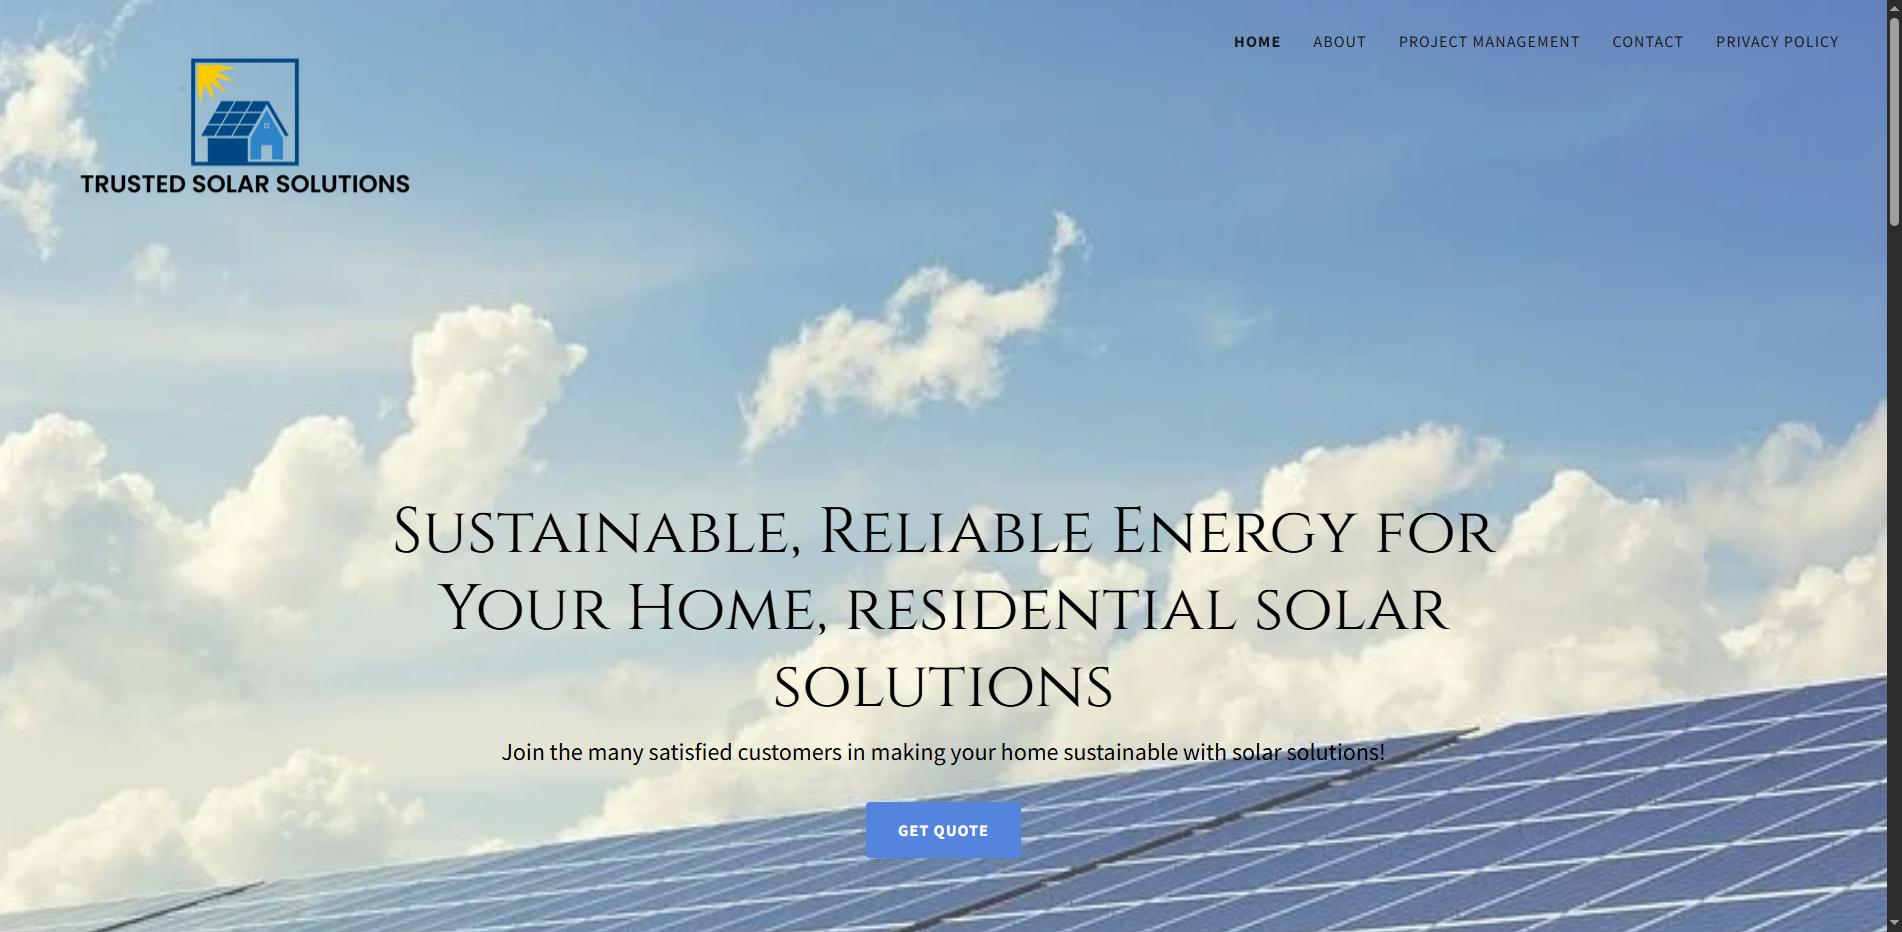 HOME ABOUT PROJECT MANAGEMENT CONTACT PRIVACY POLICY
TRUSTED SOLAR SOLUTIONS
Sustainable, Reliable Energy for
Your Home, residential solar
solutions
Join the many satisfied customers in making your home sustainable with solar solutions!
GET QUOTE